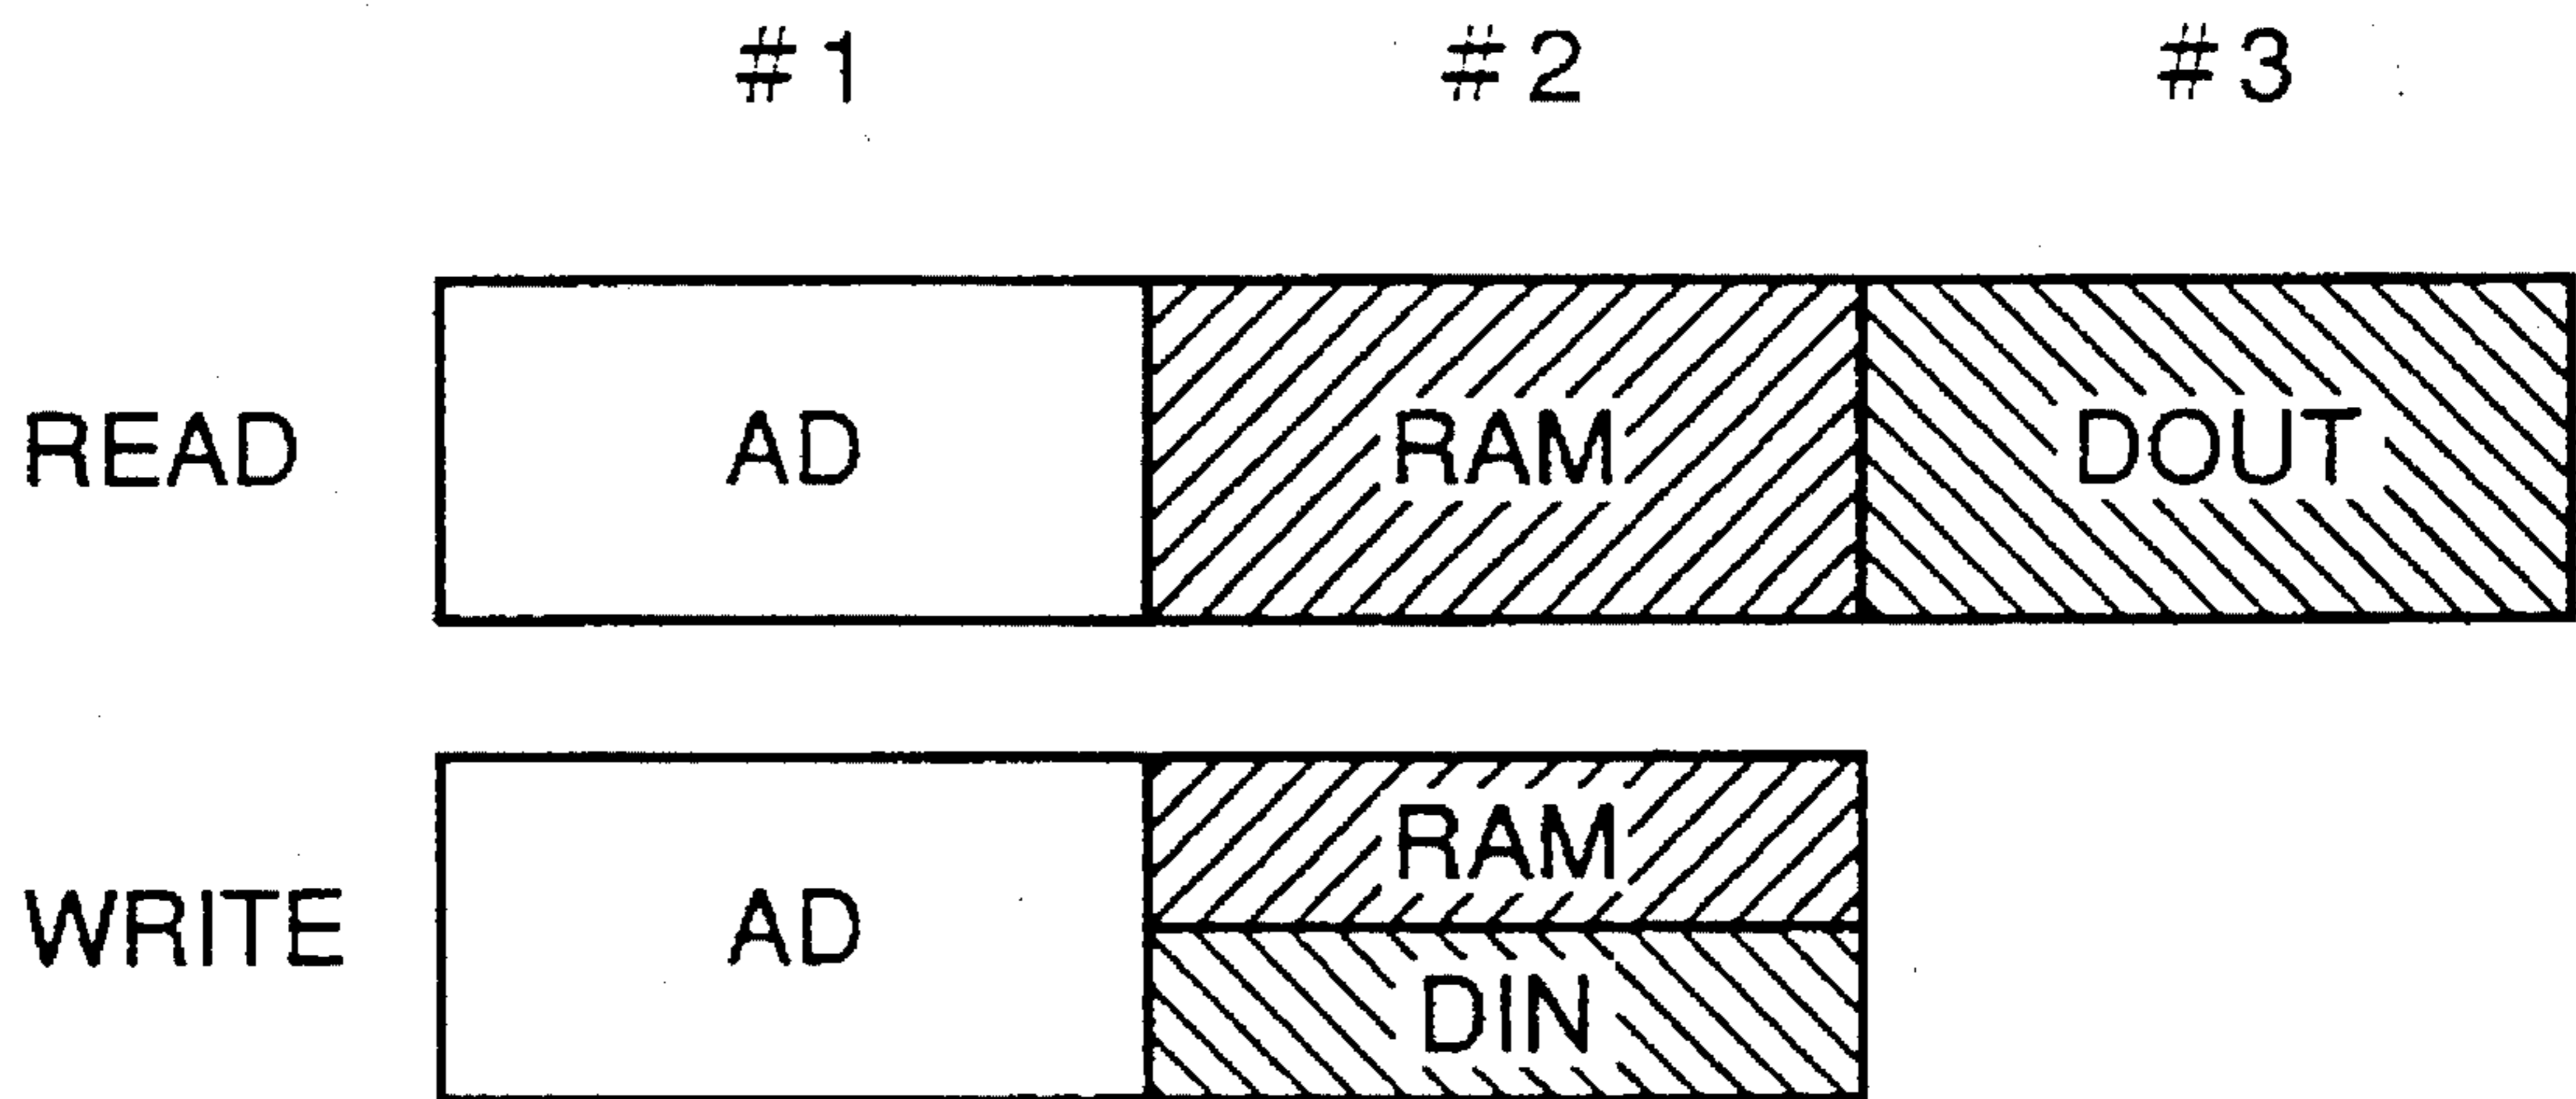 #1 #2 #3
READ AD RAM DOUT
RAM
WRITE AD
DIN